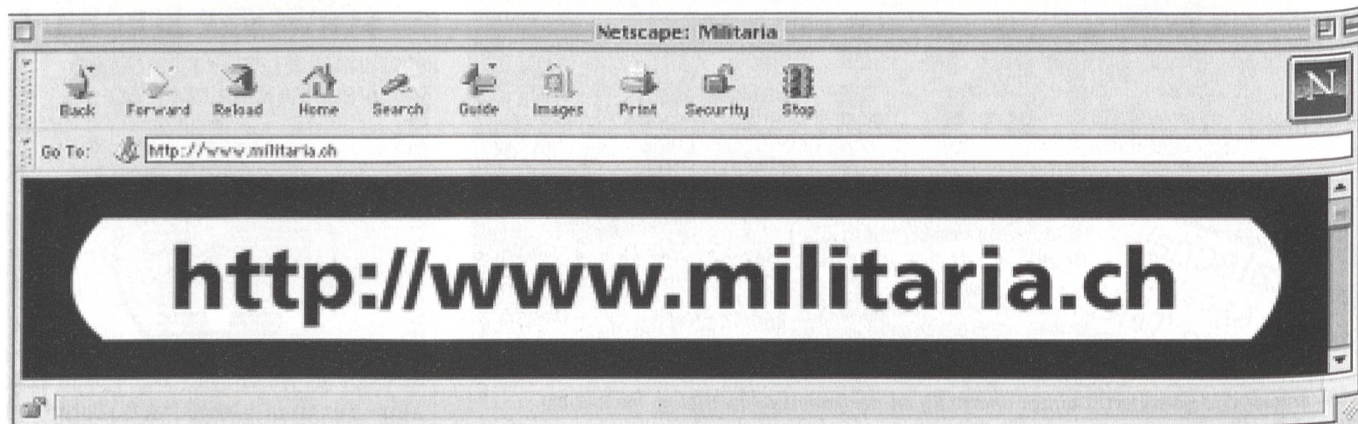 Netscape: Militaria
N
Back Forward Reload Home Search Guide Images Print Security Stop
Go To: http://www.militaria.ch
http://www.militaria.ch